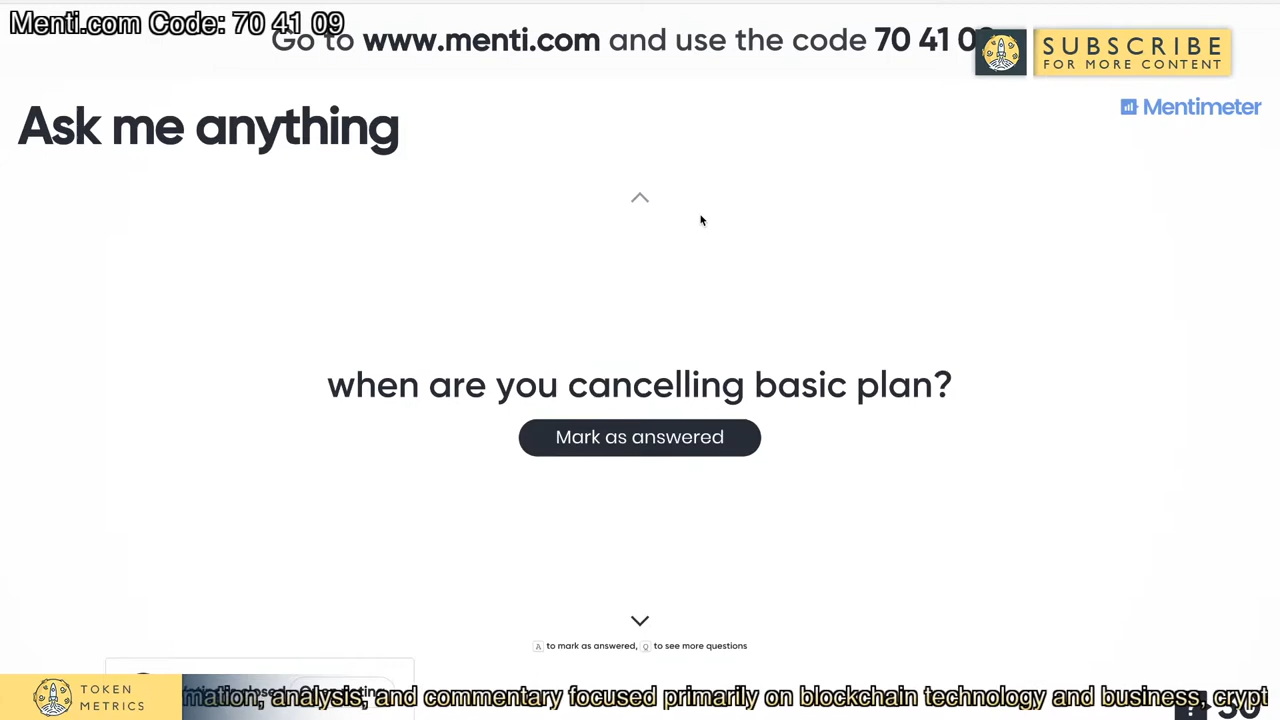 Menti.com Code: 70 41 09
Go to www.menti.com and use the code 70 41
SUBSCRIBE
FOR MORE CONTENT
Ask me anything
Mentimeter
when are you cancelling basic plan?
Mark as answered
A to mark as answered, Q to see more questions
TOKEN
METRICS
mation, analysis, and commentary focused primarily on blockchain technology and business, crypt